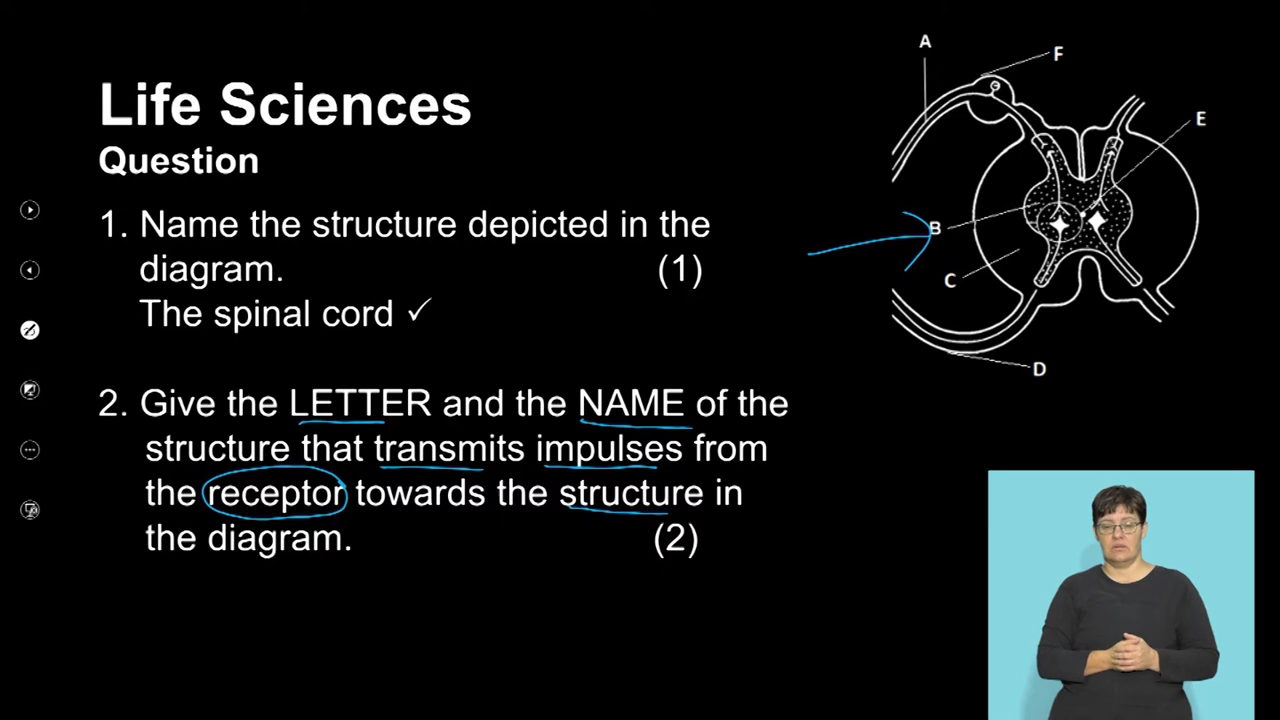 Life Sciences
Question
1. Name the structure depicted in the
diagram. (1)
The spinal cord ✓
2. Give the LETTER and the NAME of the
structure that transmits impulses from
the receptor towards the structure in
the diagram. (2)
A
F
E
B
C
D